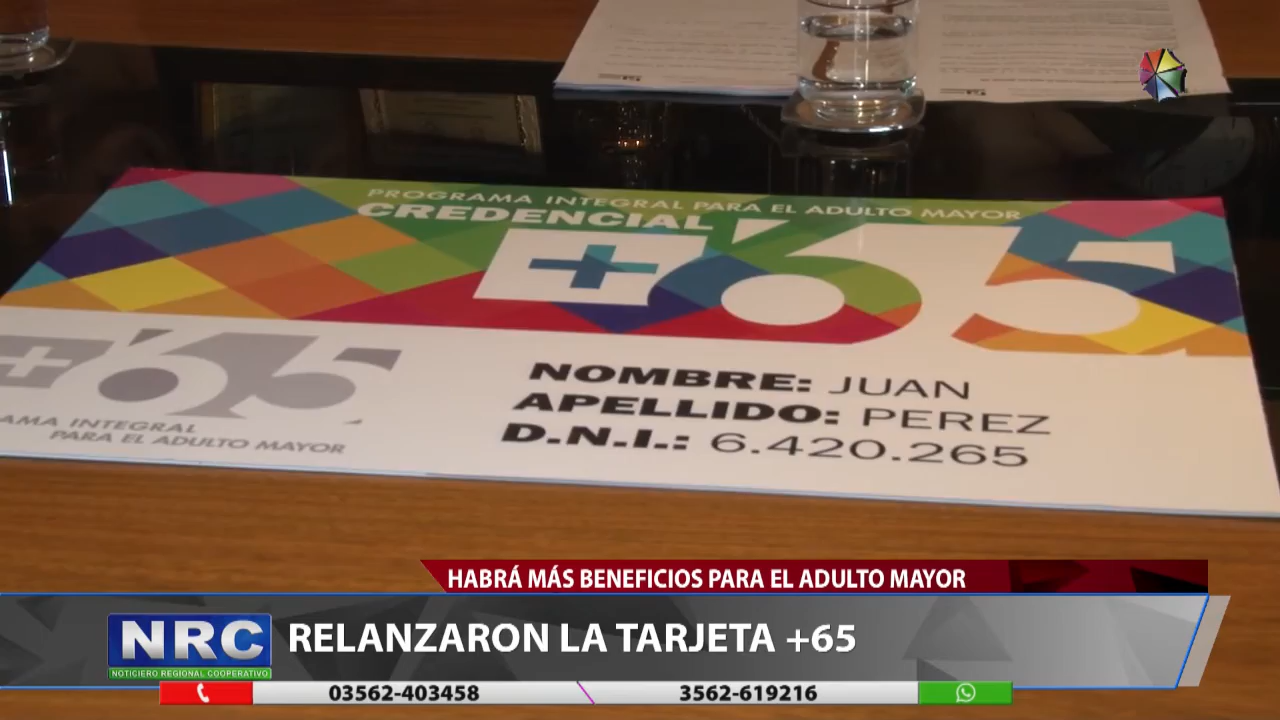 PROGRAMA INTEGRAL PARA EL ADULTO MAYOR
CREDENCIAL
+65
NOMBRE: JUAN
APELLIDO: PEREZ
D.N.I.: 6.420.265
+65
AMA INTEGRAL
PARA EL ADULTO MAYOR
HABRÁ MÁS BENEFICIOS PARA EL ADULTO MAYOR
NRC
NOTICIERO REGIONAL COOPERATIVO
RELANZARON LA TARJETA +65
03562-403458
3562-619216